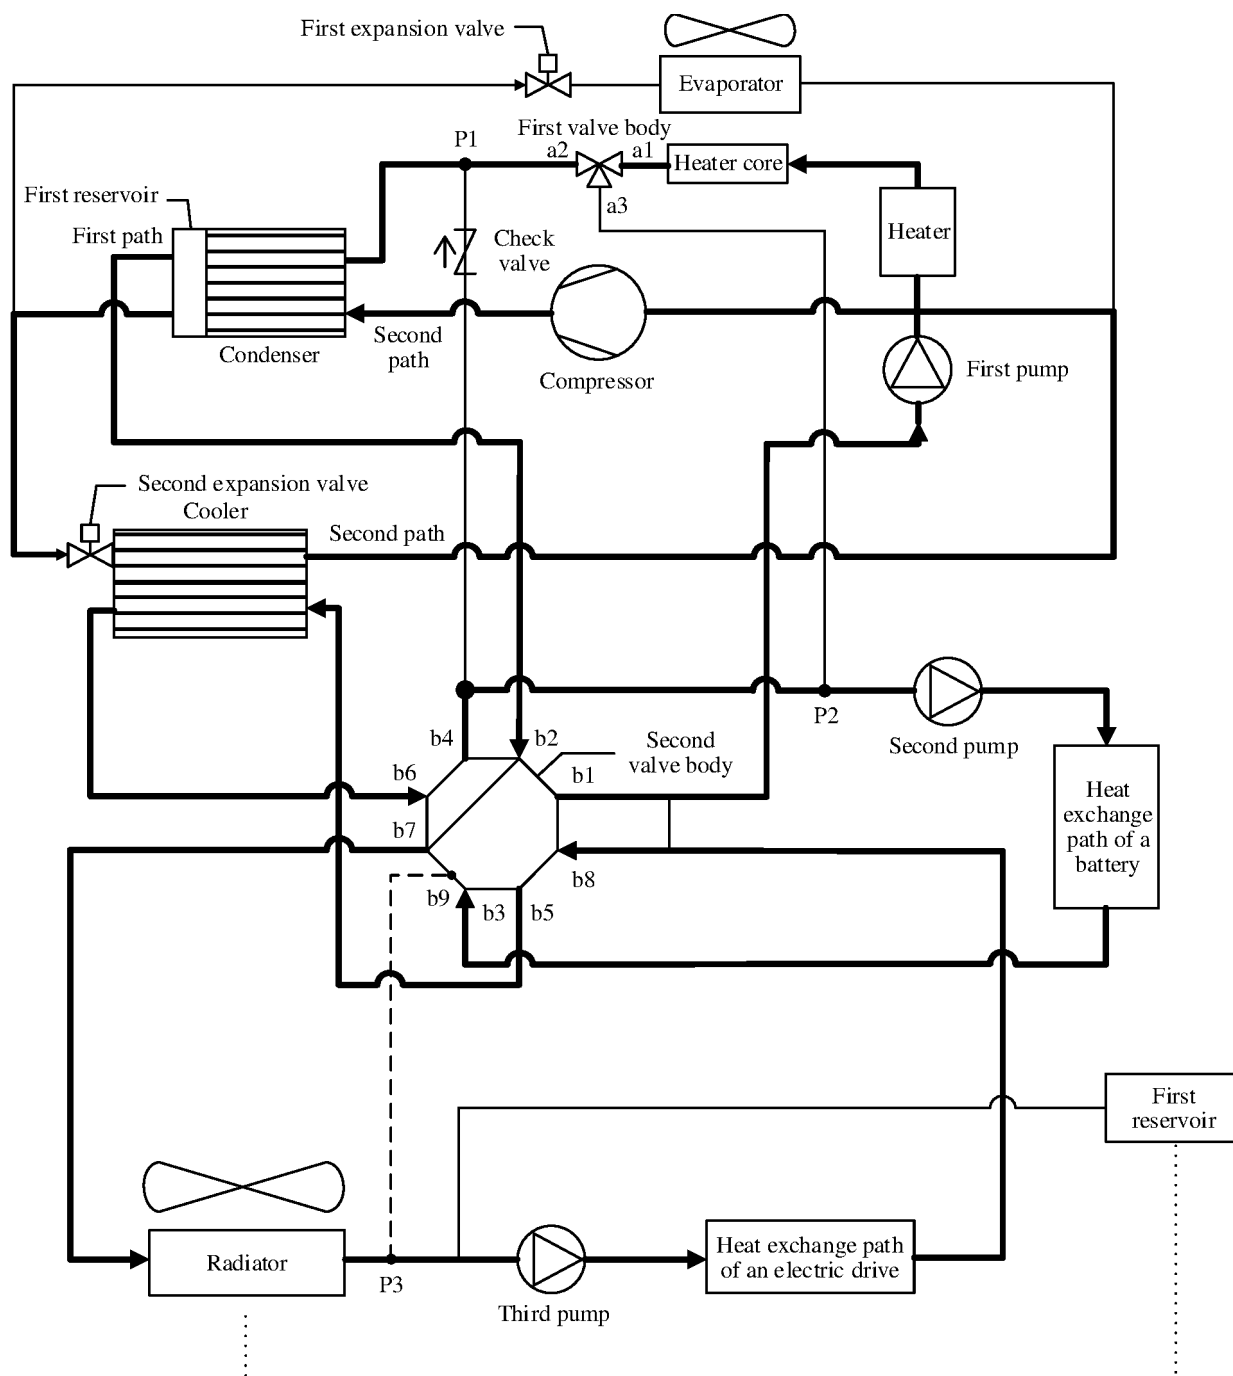 First expansion valve
Evaporator
First valve body
P1
a2
a1
Heater core
a3
First reservoir
First path
Heater
Check
valve
Second
path
Condenser
Compressor
First pump
Second expansion valve
Cooler
Second path
P2
Second pump
b4
b2
Second
valve body
b6
b1
b7
Heat
exchange
path of a
battery
b9
b8
b3
b5
First
reservoir
Radiator
P3
Third pump
Heat exchange path
of an electric drive